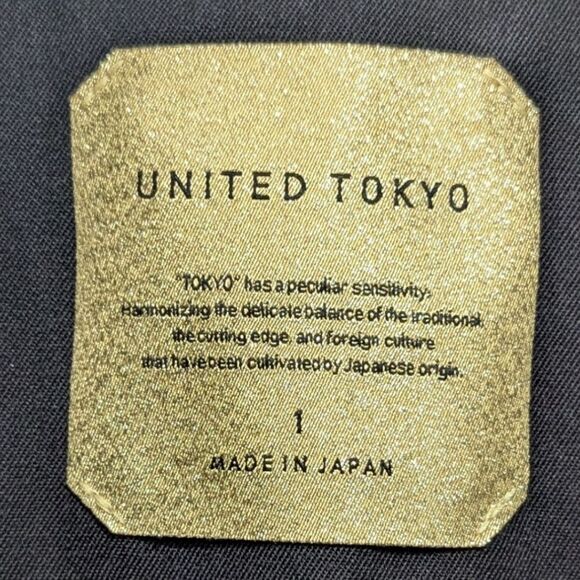 UNITED TOKYO
"TOKYO" has a peculiar sensitivity.
Harmonizing the delicate balance of the traditional,
the cutting edge, and foreign culture
that have been cultivated by Japanese origin.
1
MADE IN JAPAN